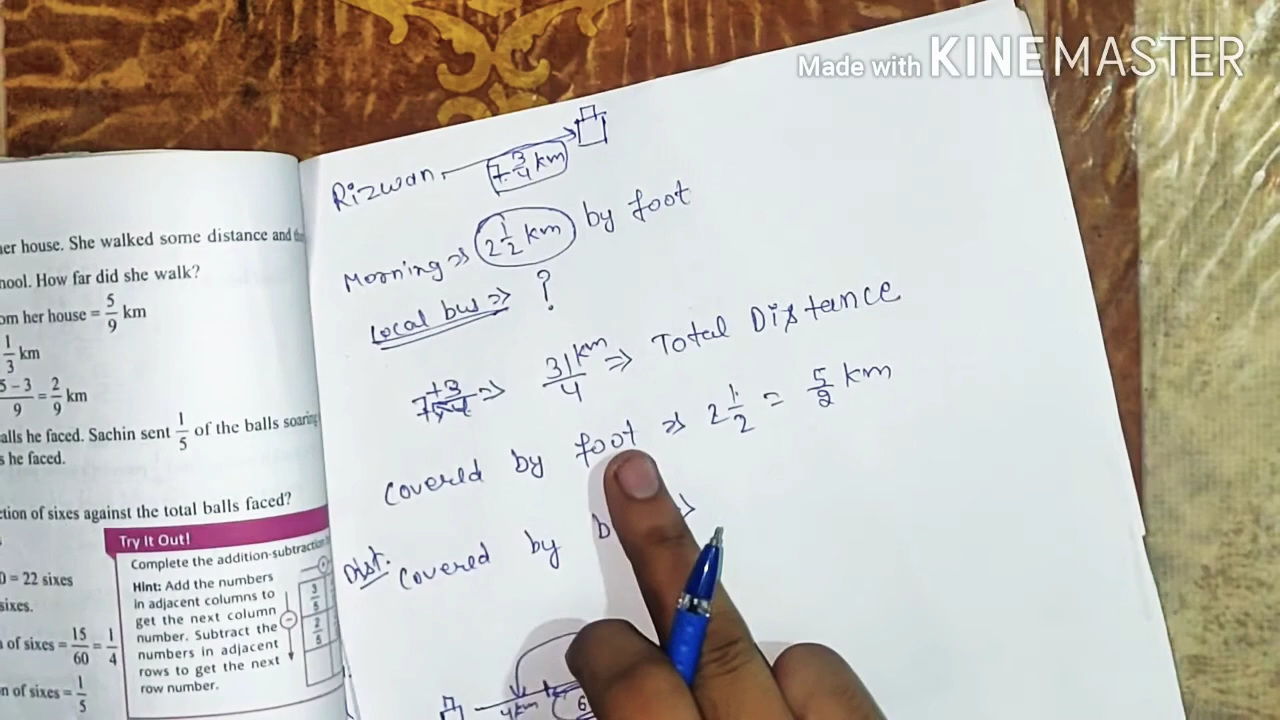 Made with KINEMASTER
Rizwan 7 3/4 km
Morning => 2 1/2 km by foot
Local bus => ?
=> 31/4 km => Total Distance
Covered by foot => 2 1/2 = 5/2 km
Dist. Covered by
4km 6
her house. She walked some distance and
hool. How far did she walk?
om her house = 5/9 km
1/3 km
5 - 3/9 = 2/9 km
alls he faced. Sachin sent 1/5 of the balls soaring
s he faced.
ction of sixes against the total balls faced?
0 = 22 sixes
sixes.
n of sixes = 15/60 = 1/4
n of sixes = 1/5
Try It Out!
Complete the addition-subtraction
Hint: Add the numbers
in adjacent columns to
get the next column
number. Subtract the
numbers in adjacent
rows to get the next
row number.
3/5
2/5